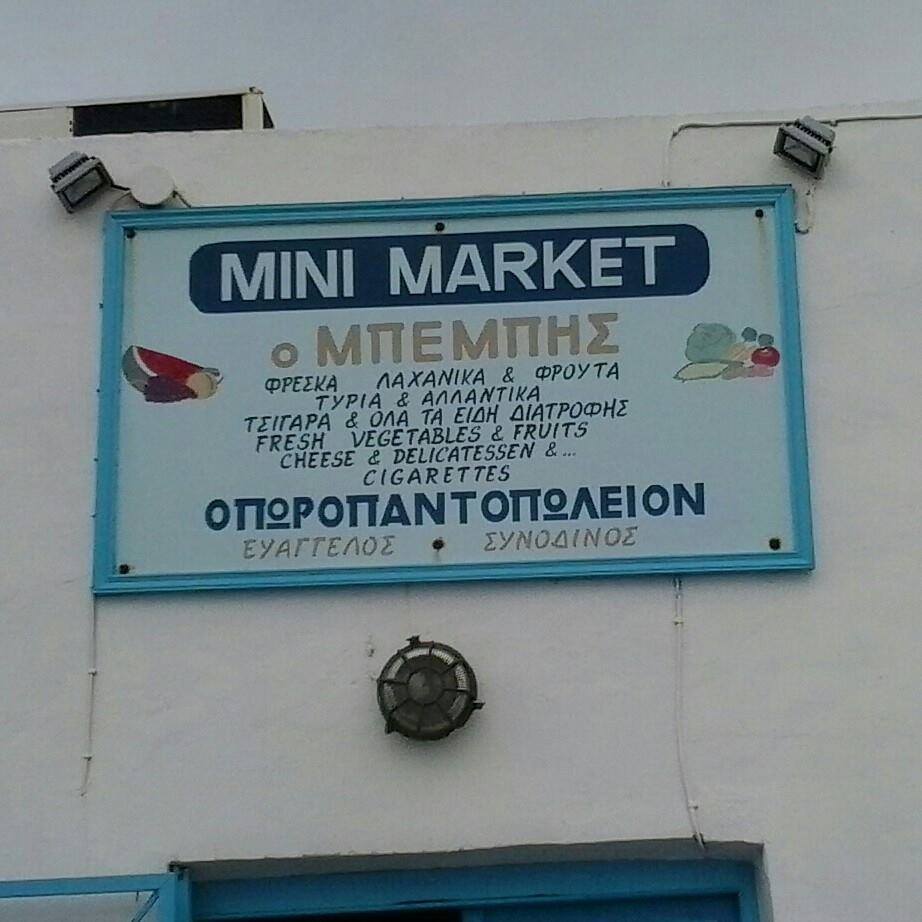 MINI MARKET
Ο ΜΠΕΜΠΗΣ
ΦΡΕΣΚΑ ΛΑΧΑΝΙΚΑ & ΦΡΟΥΤΑ
ΤΥΡΙΑ & ΑΛΛΑΝΤΙΚΑ
ΤΣΙΓΑΡΑ & ΟΛΑ ΤΑ ΕΙΔΗ ΔΙΑΤΡΟΦΗΣ
FRESH VEGETABLES & FRUITS
CHEESE & DELICATESSEN & ...
CIGARETTES
ΟΠΩΡΟΠΑΝΤΟΠΩΛΕΙΟΝ
ΕΥΑΓΓΕΛΟΣ ΣΥΝΟΔΙΝΟΣ